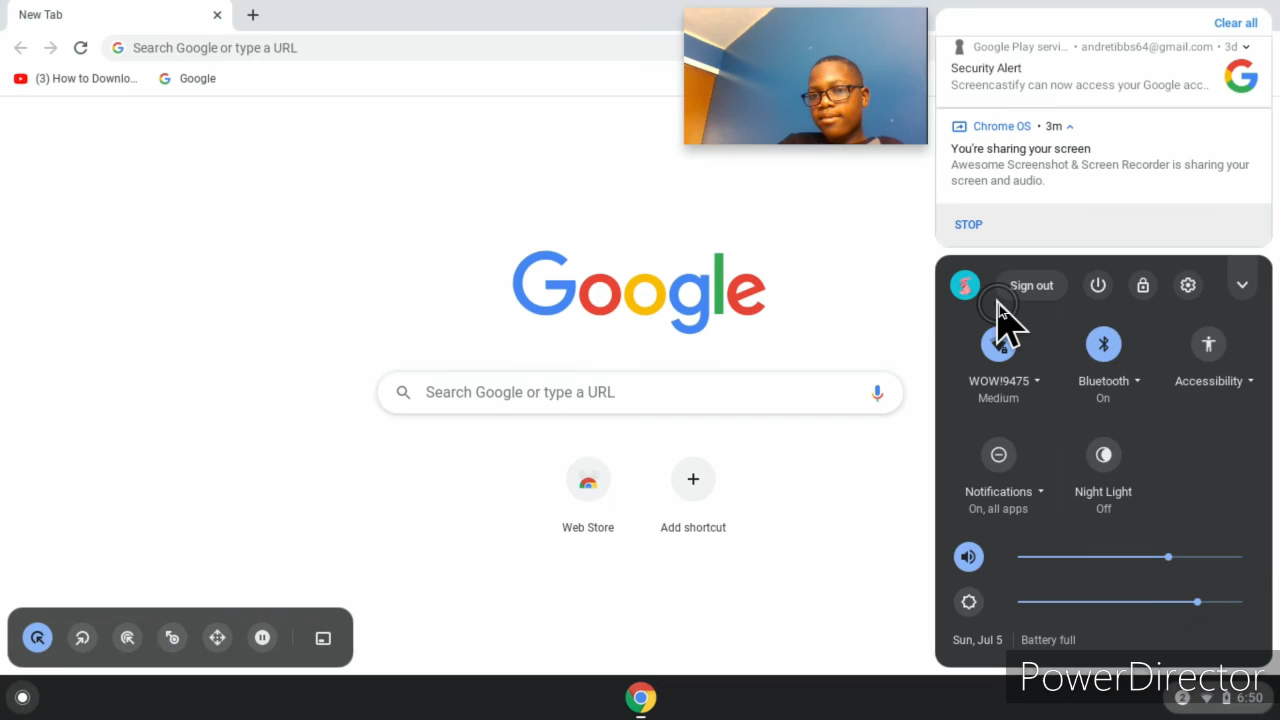 New Tab
Search Google or type a URL
(3) How to Downlo...
Google
Clear all
Google Play servi... • andretibbs64@gmail.com • 3d
Security Alert
Screencastify can now access your Google acc..
Chrome OS • 3m
You're sharing your screen
Awesome Screenshot & Screen Recorder is sharing your
screen and audio.
STOP
Google
Search Google or type a URL
Web Store
Add shortcut
Sign out
WOW!9475
Medium
Bluetooth
On
Accessibility
Notifications
On, all apps
Night Light
Off
Sun, Jul 5
Battery full
PowerDirector
2
6:50